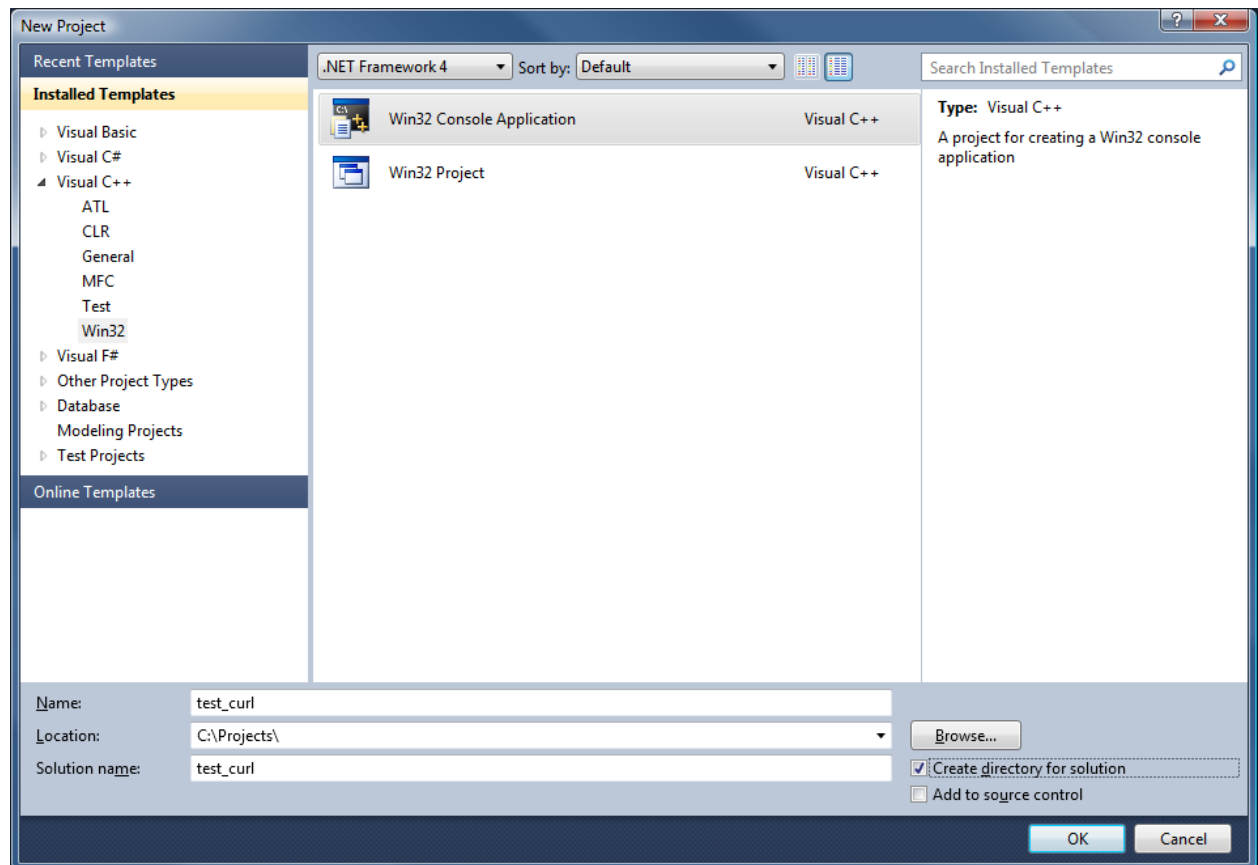 New Project
Recent Templates
Installed Templates
Visual Basic
Visual C#
Visual C++
ATL
CLR
General
MFC
Test
Win32
Visual F#
Other Project Types
Database
Modeling Projects
Test Projects
Online Templates
.NET Framework 4 Sort by: Default
Win32 Console Application Visual C++
Win32 Project Visual C++
Search Installed Templates
Type: Visual C++
A project for creating a Win32 console
application
Name: test_curl
Location: C:\Projects\ Browse...
Solution name: test_curl
Create directory for solution
Add to source control
OK Cancel